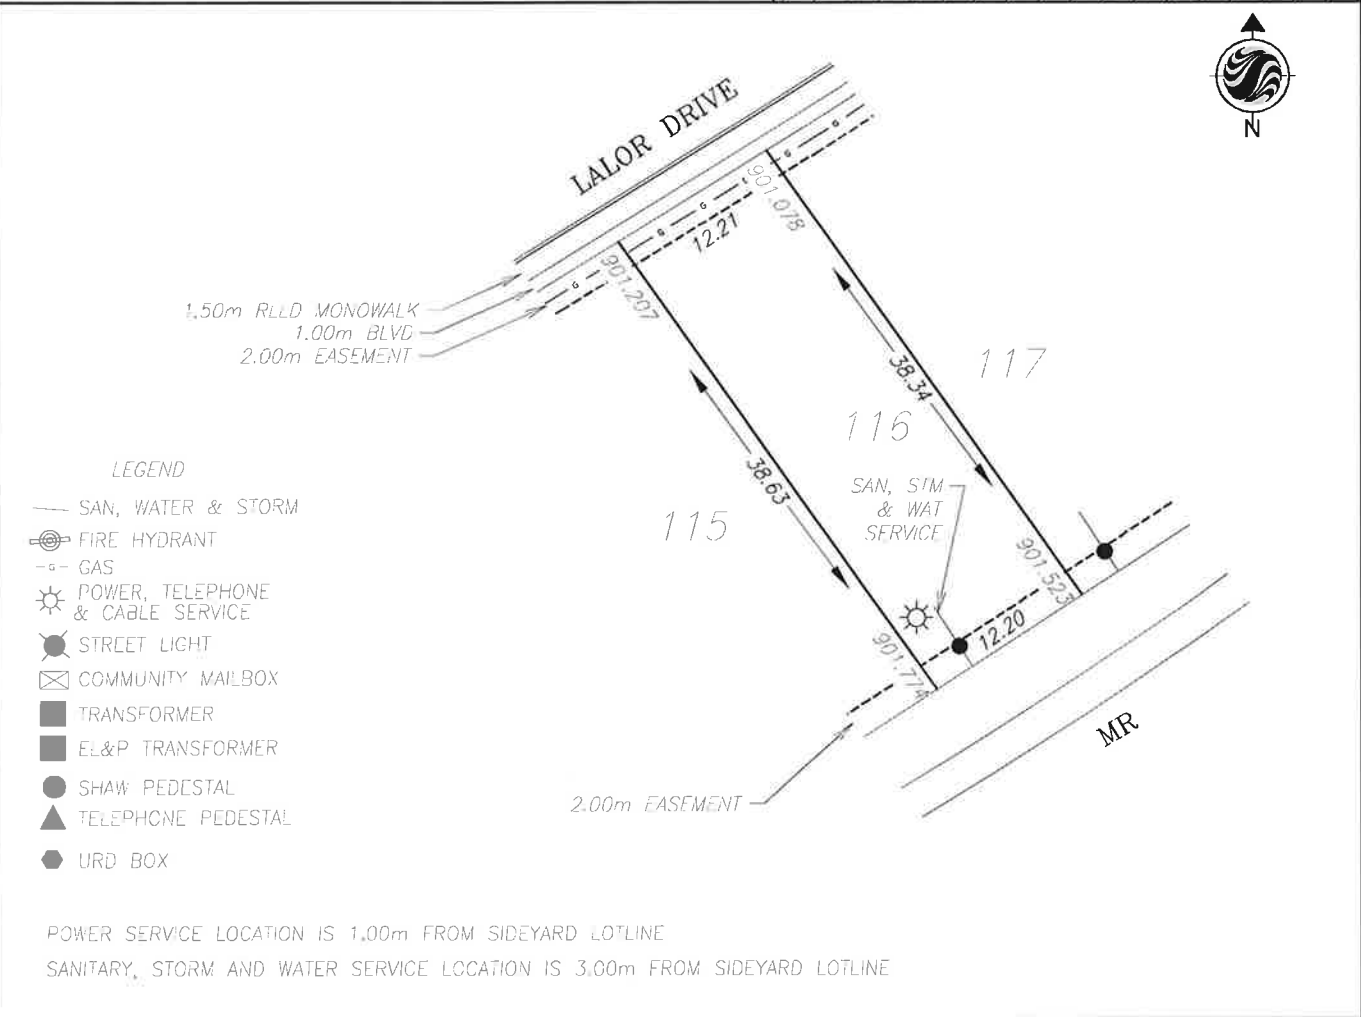 N
LALOR DRIVE
901.078
12.21
901.207
1.50m RLLD MONOWALK
1.00m BLVD
2.00m EASEMENT
38.34
117
116
38.63
115
SAN, STM
& WAT
SERVICE
901.523
12.20
901.774
MR
2.00m EASEMENT
LEGEND
SAN, WATER & STORM
FIRE HYDRANT
-G- GAS
POWER, TELEPHONE
& CABLE SERVICE
STREET LIGHT
COMMUNITY MAILBOX
TRANSFORMER
EL&P TRANSFORMER
SHAW PEDESTAL
TELEPHONE PEDESTAL
URD BOX
POWER SERVICE LOCATION IS 1.00m FROM SIDEYARD LOTLINE
SANITARY, STORM AND WATER SERVICE LOCATION IS 3.00m FROM SIDEYARD LOTLINE